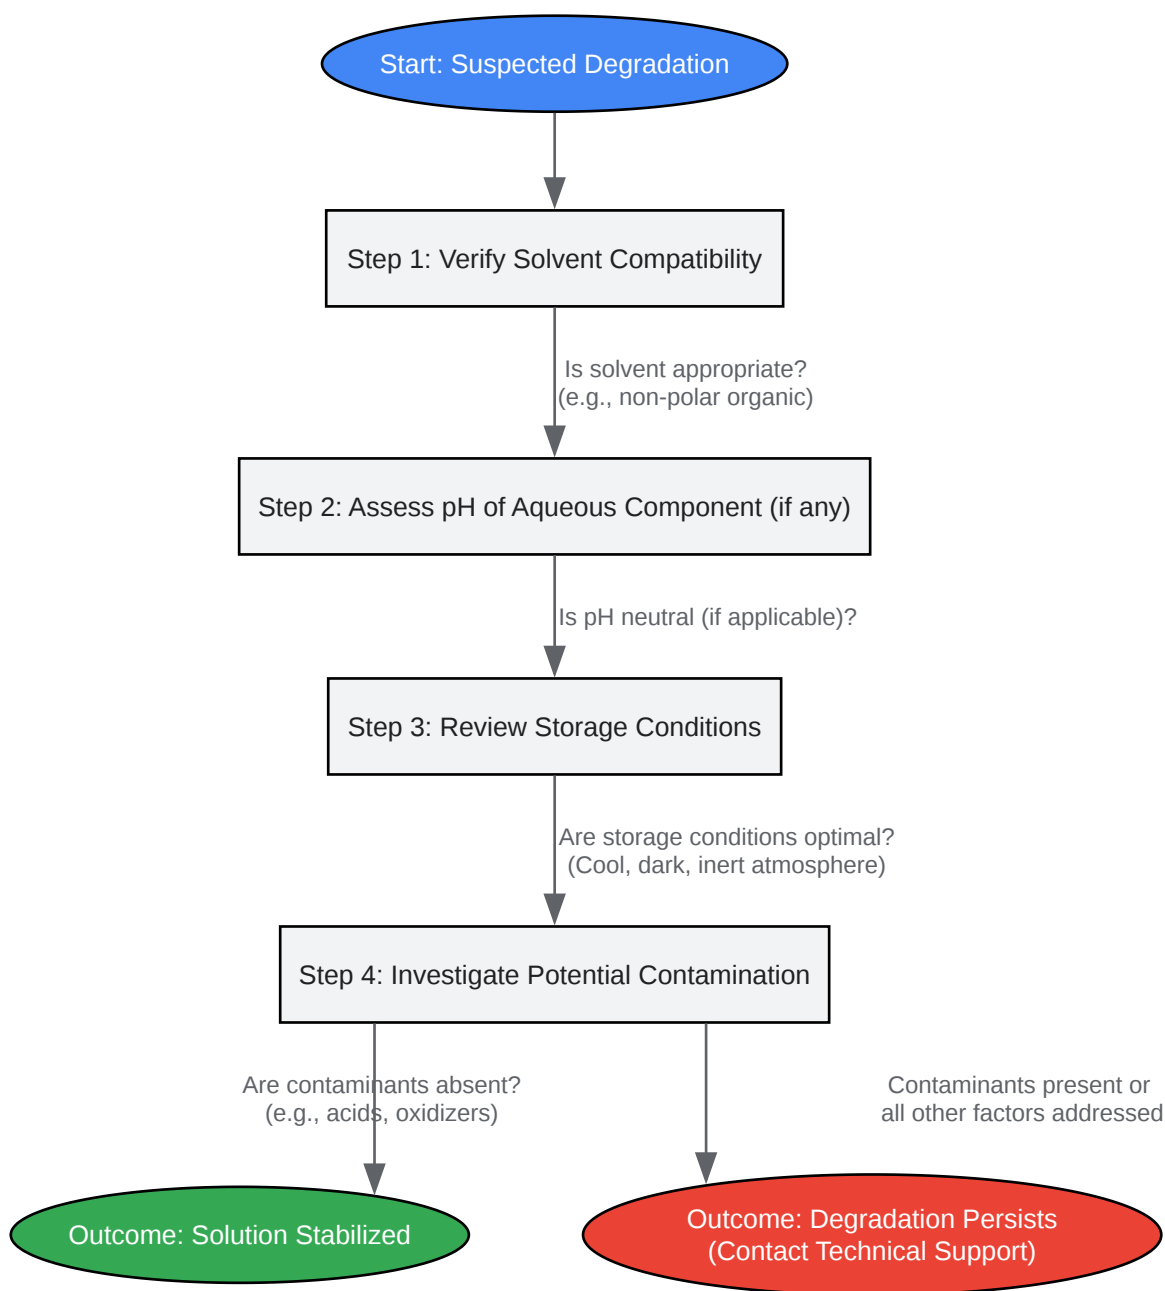 Start: Suspected Degradation
Step 1: Verify Solvent Compatibility
Is solvent appropriate?
(e.g., non-polar organic)
Step 2: Assess pH of Aqueous Component (if any)
Is pH neutral (if applicable)?
Step 3: Review Storage Conditions
Are storage conditions optimal?
(Cool, dark, inert atmosphere)
Step 4: Investigate Potential Contamination
Are contaminants absent?
(e.g., acids, oxidizers)
Contaminants present or
all other factors addressed
Outcome: Solution Stabilized
Outcome: Degradation Persists
(Contact Technical Support)